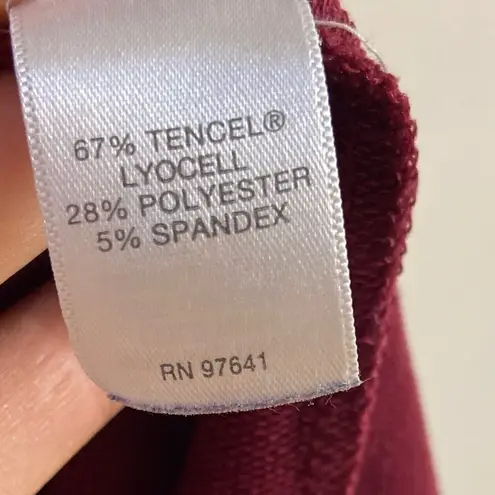 67% TENCEL®
LYOCELL
28% POLYESTER
5% SPANDEX
RN 97641